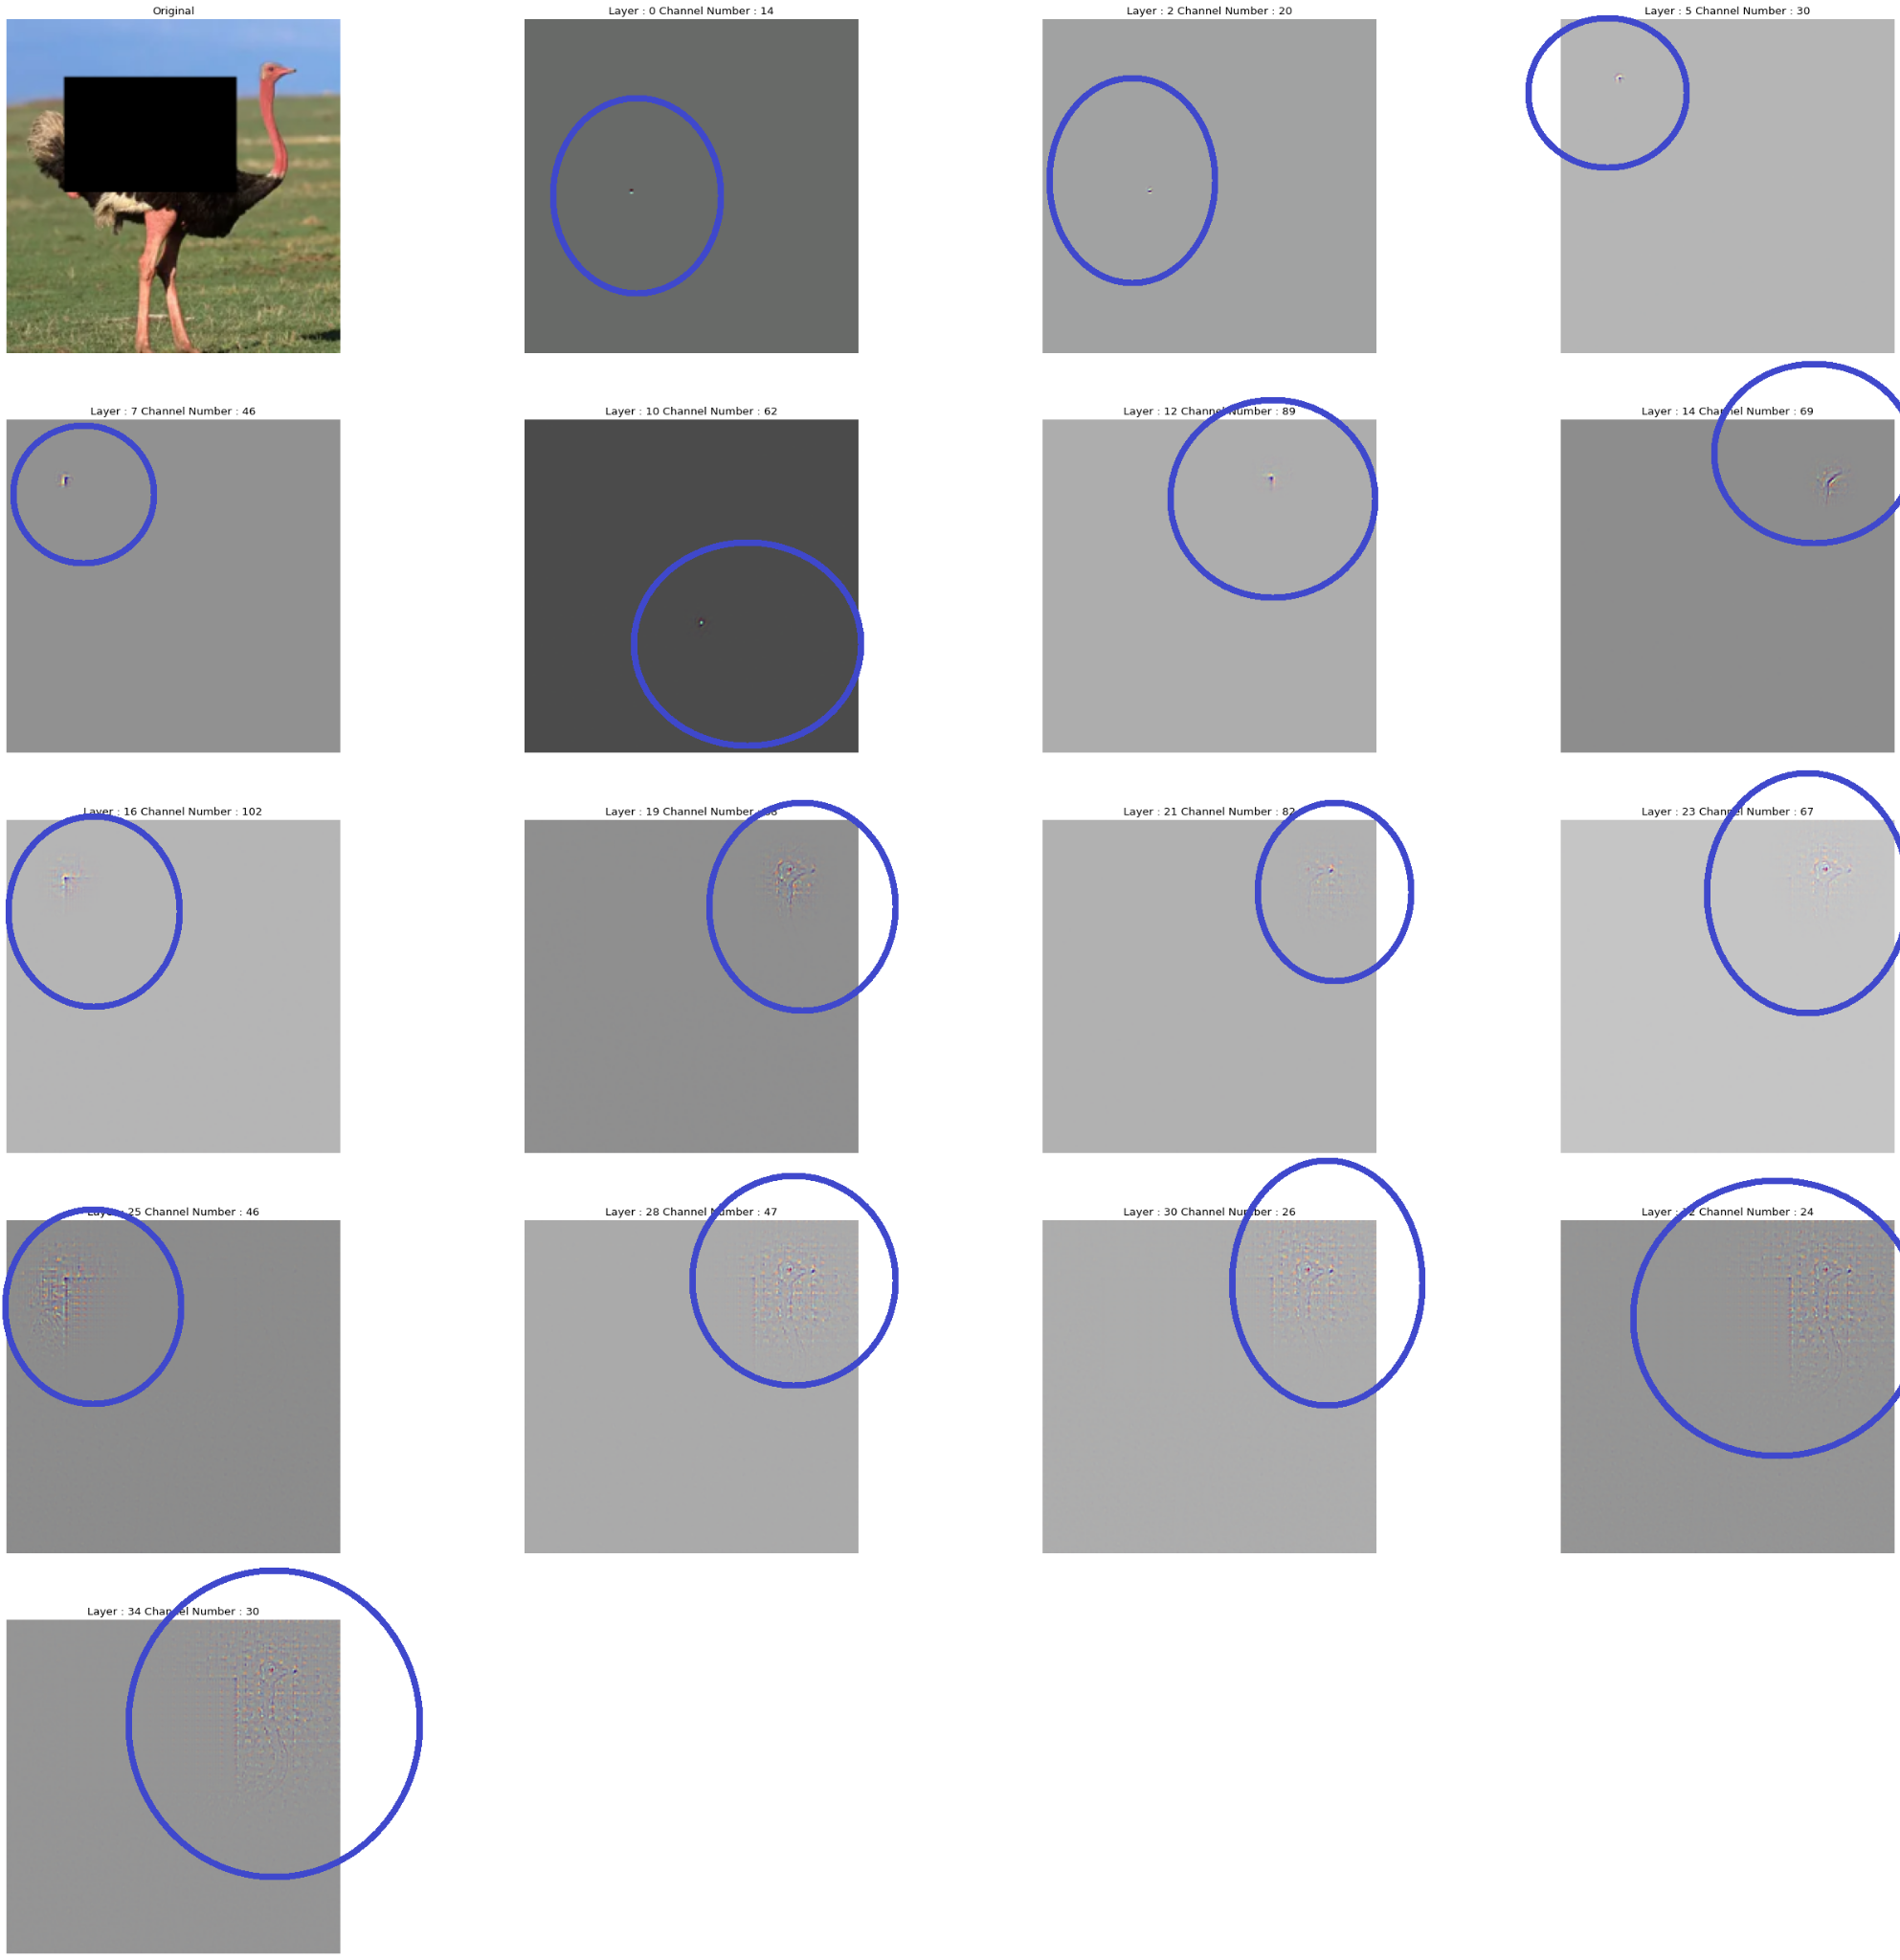 Original
Layer : 0 Channel Number : 14
Layer : 2 Channel Number : 20
Layer : 5 Channel Number : 30
Layer : 7 Channel Number : 46
Layer : 10 Channel Number : 62
Layer : 12 Channel Number : 89
Layer : 14 Channel Number : 69
Layer : 16 Channel Number : 102
Layer : 19 Channel Number :
Layer : 21 Channel Number : 82
Layer : 23 Channel Number : 67
Layer : 25 Channel Number : 46
Layer : 28 Channel Number : 47
Layer : 30 Channel Number : 26
Layer : Channel Number : 24
Layer : 34 Channel Number : 30